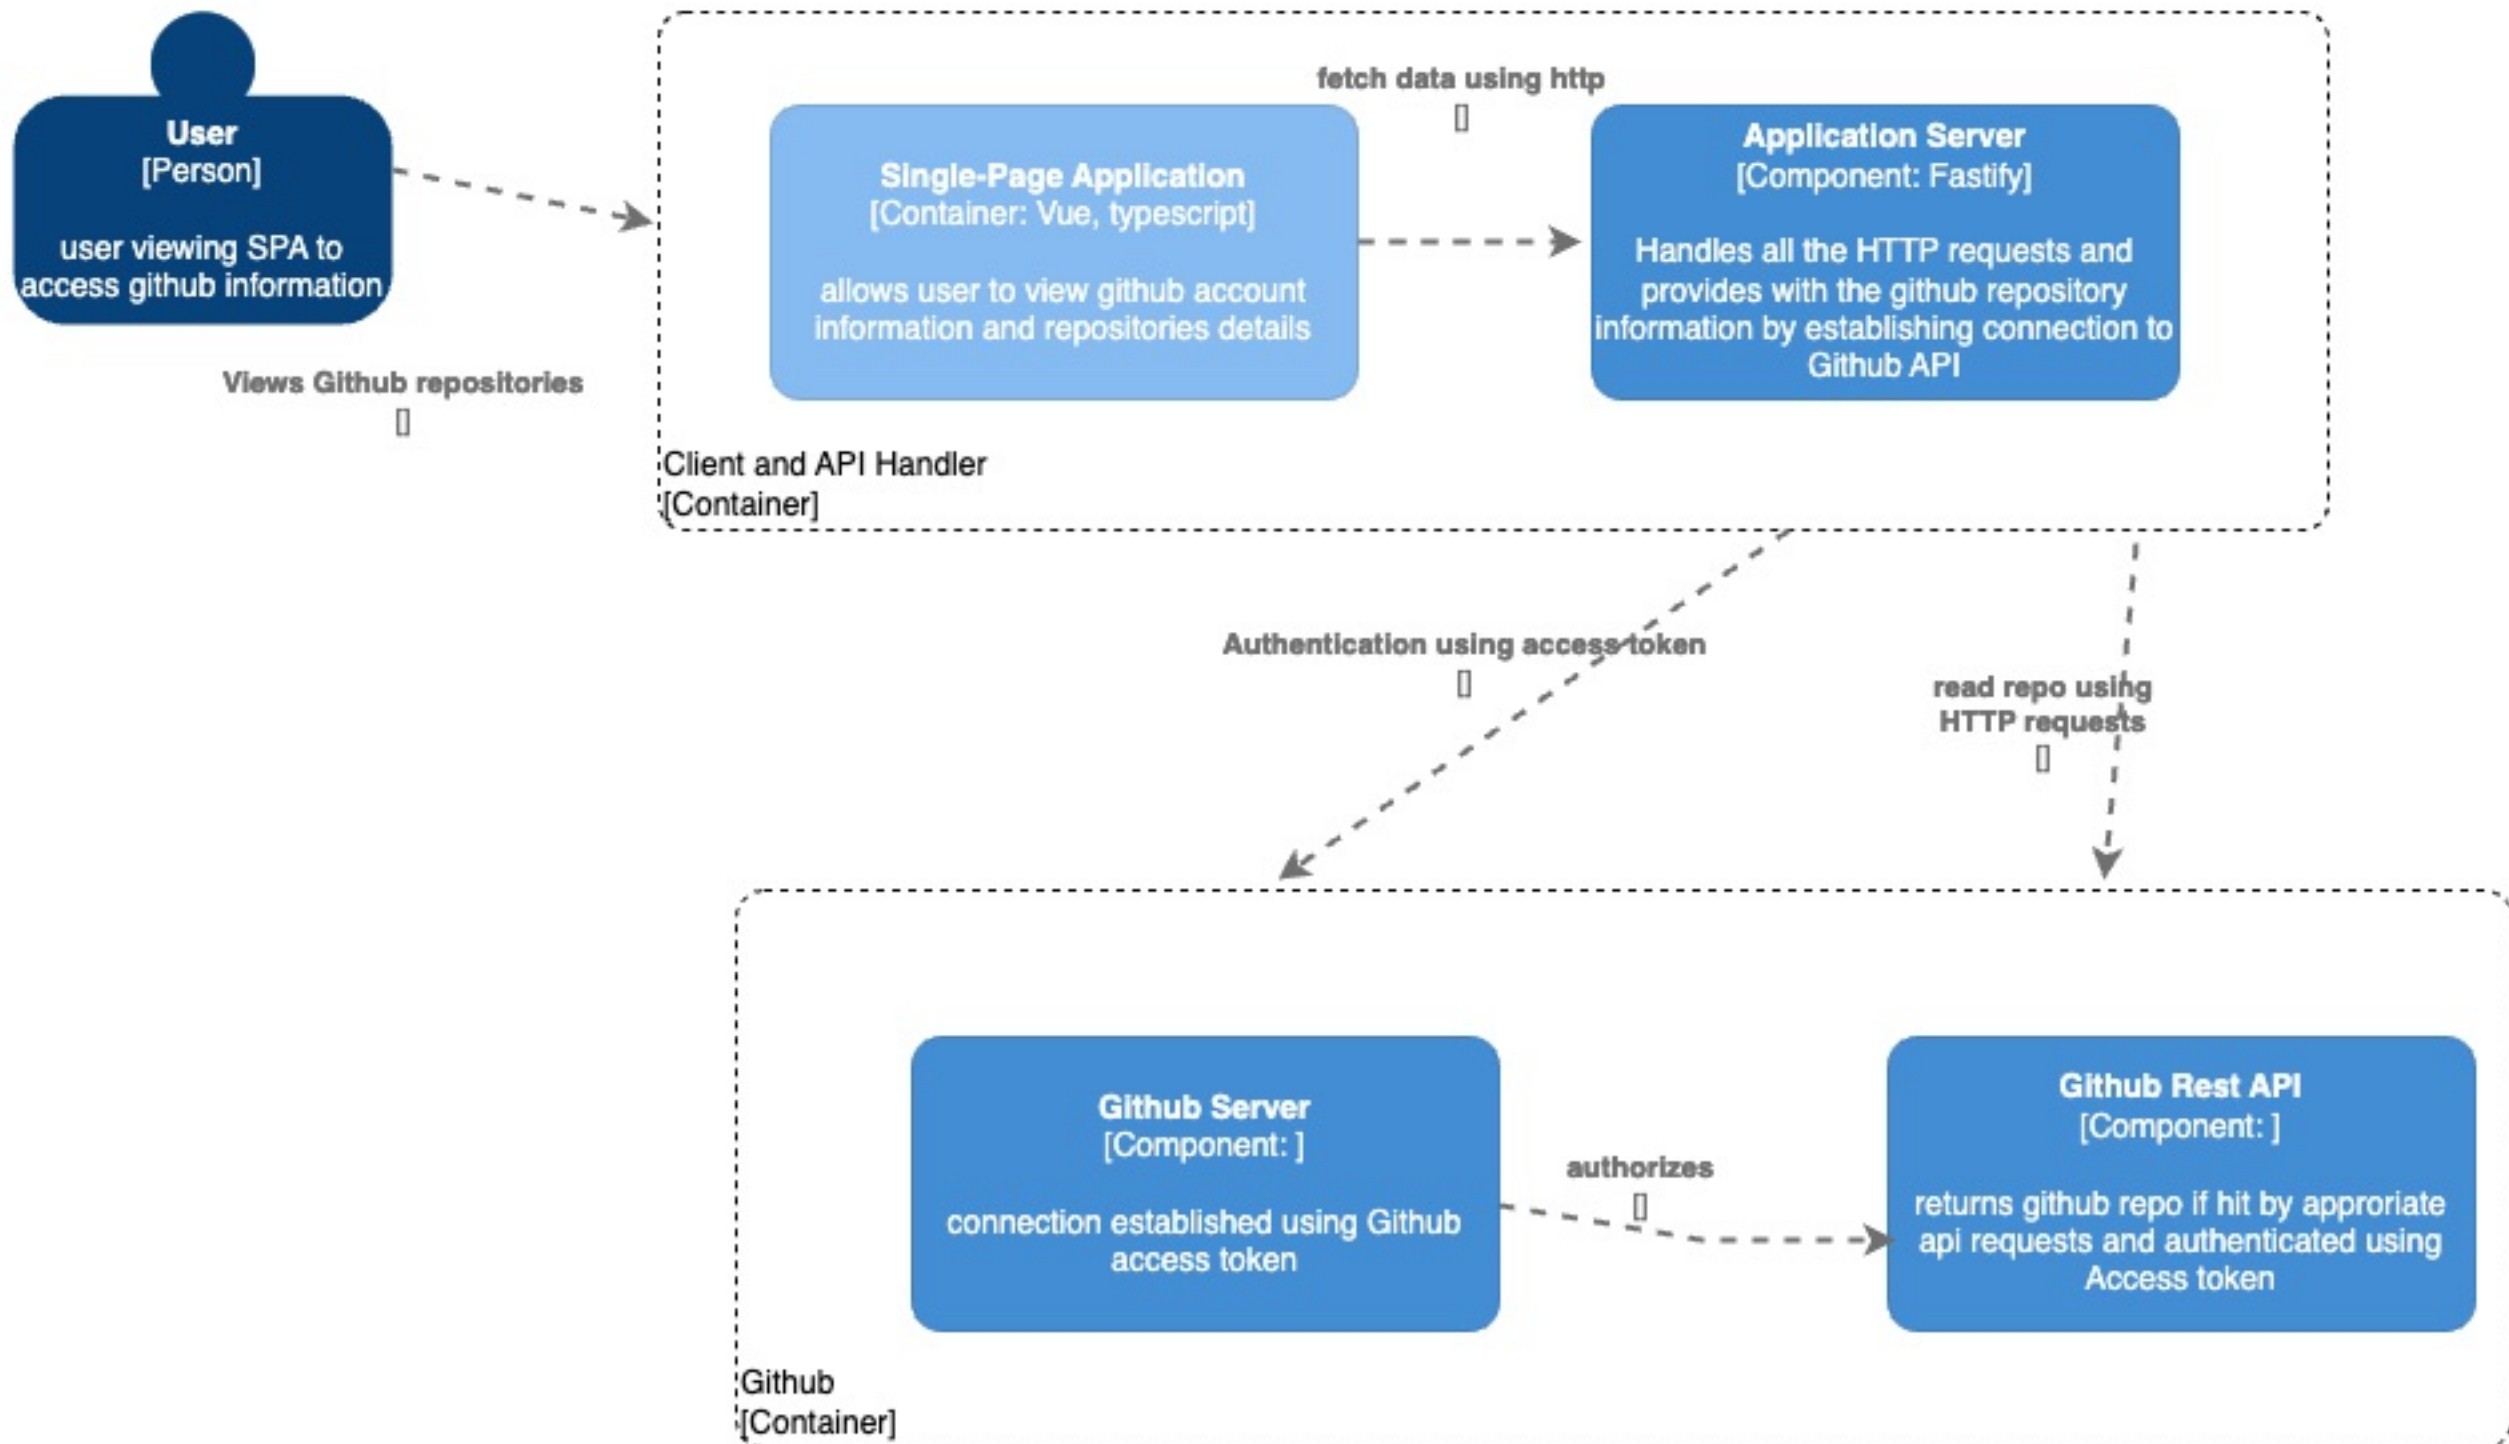 User
[Person]
user viewing SPA to
access github information
Views Github repositories
[]
fetch data using http
[]
Single-Page Application
[Container: Vue, typescript]
allows user to view github account
information and repositories details
Application Server
[Component: Fastify]
Handles all the HTTP requests and
provides with the github repository
information by establishing connection to
Github API
Client and API Handler
[Container]
Authentication using access token
[]
read repo using
HTTP requests
[]
Github Server
[Component: ]
connection established using Github
access token
authorizes
[]
Github Rest API
[Component: ]
returns github repo if hit by approriate
api requests and authenticated using
Access token
Github
[Container]